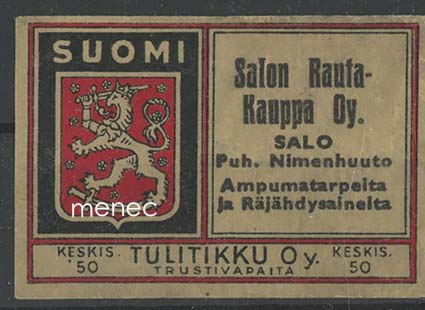 SUOMI
menec
Salon Rauta-
Kauppa Oy.
SALO
Puh. Nimenhuuto
Ampumatarpeita
ja Räjähdysaineita
KESKIS. 50
TULITIKKU Oy.
TRUSTIVAPAITA
KESKIS. 50